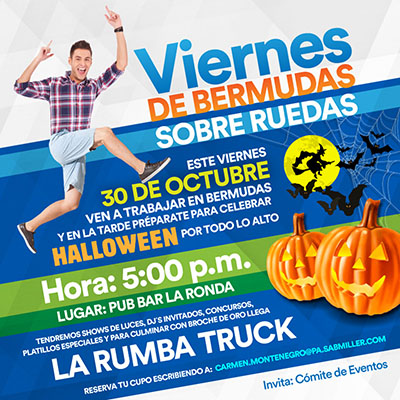 Viernes
DE BERMUDAS
SOBRE RUEDAS
ESTE VIERNES
30 DE OCTUBRE
VEN A TRABAJAR EN BERMUDAS
Y EN LA TARDE PRÉPARATE PARA CELEBRAR
HALLOWEEN POR TODO LO ALTO
Hora: 5:00 p.m.
LUGAR: PUB BAR LA RONDA
TENDREMOS SHOWS DE LUCES, DJ´S INVITADOS, CONCURSOS,
PLATILLOS ESPECIALES Y PARA CULMINAR CON BROCHE DE ORO LLEGA
LA RUMBA TRUCK
RESERVA TU CUPO ESCRIBIENDO A: CARMEN.MONTENEGRO@PA.SABMILLER.COM
Invita: Cómite de Eventos